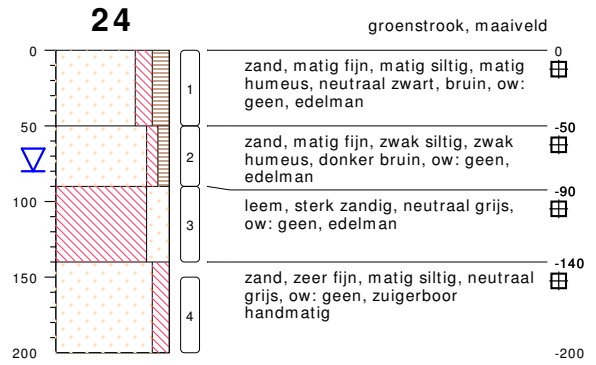 24
groenstrook, maaiveld
0
0
1
zand, matig fijn, matig siltig, matig
humeus, neutraal zwart, bruin, ow:
geen, edelman
50
-50
2
zand, matig fijn, zwak siltig, zwak
humeus, donker bruin, ow: geen,
edelman
-90
100
3
leem, sterk zandig, neutraal grijs,
ow: geen, edelman
-140
150
4
zand, zeer fijn, matig siltig, neutraal
grijs, ow: geen, zuigerboor
handmatig
200
-200